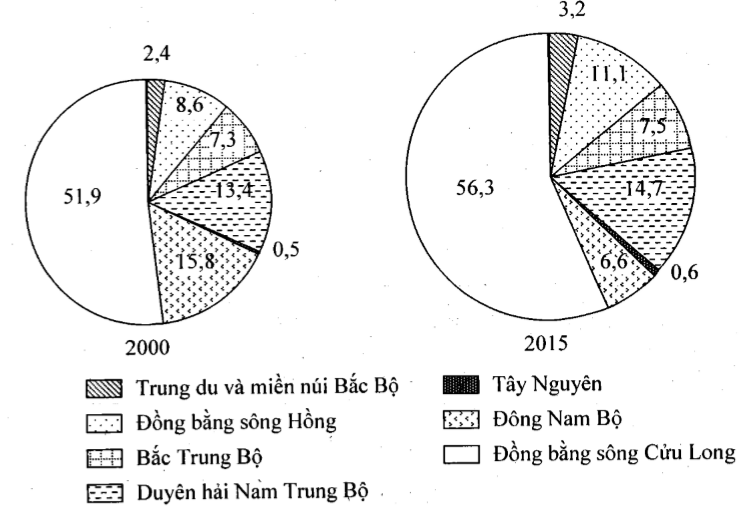 2,4
8,6
7,3
13,4
0,5
15,8
51,9
2000
3,2
11,1
7,5
14,7
0,6
6,6
56,3
2015
Trung du và miền núi Bắc Bộ
Đồng bằng sông Hồng
Bắc Trung Bộ
Duyên hải Nam Trung Bộ
Tây Nguyên
Đông Nam Bộ
Đồng bằng sông Cửu Long